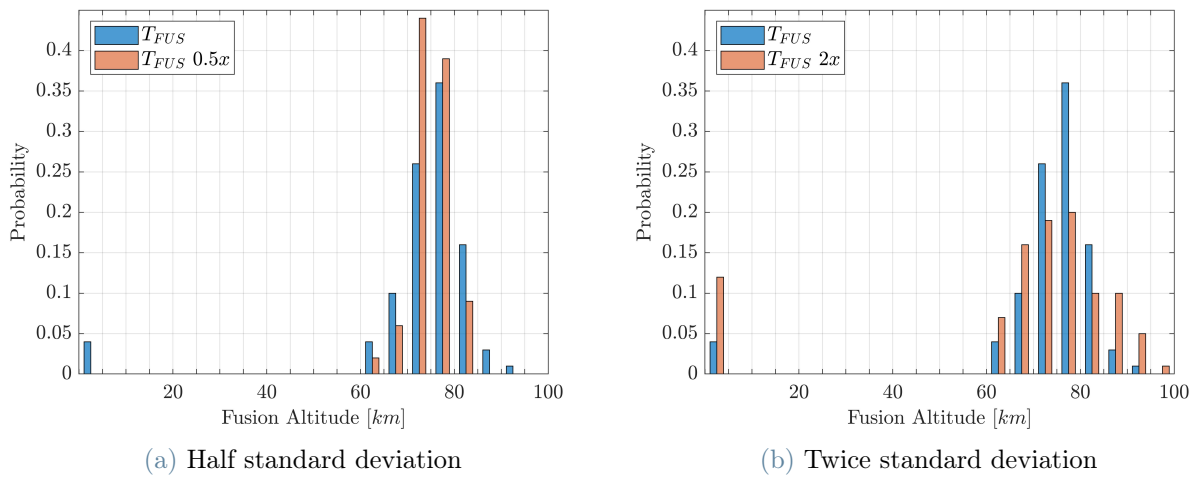 T_FUS
T_FUS 0.5x
Probability
0.4
0.35
0.3
0.25
0.2
0.15
0.1
0.05
0
20 40 60 80 100
Fusion Altitude [km]
(a) Half standard deviation
T_FUS
T_FUS 2x
Probability
0.4
0.35
0.3
0.25
0.2
0.15
0.1
0.05
0
20 40 60 80 100
Fusion Altitude [km]
(b) Twice standard deviation